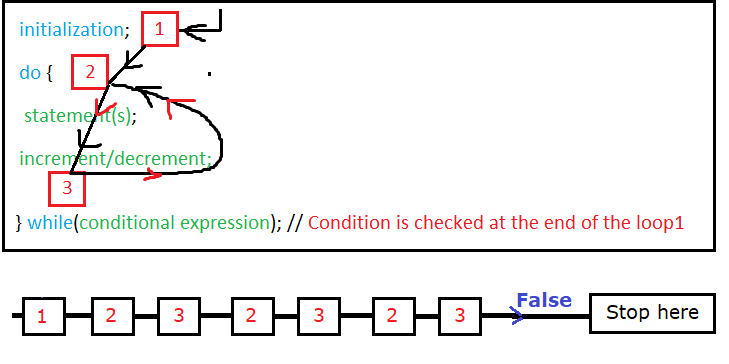 initialization; 1
do { 2
statement(s);
increment/decrement;
3
} while(conditional expression); // Condition is checked at the end of the loop1
False
1 2 3 2 3 2 3 Stop here